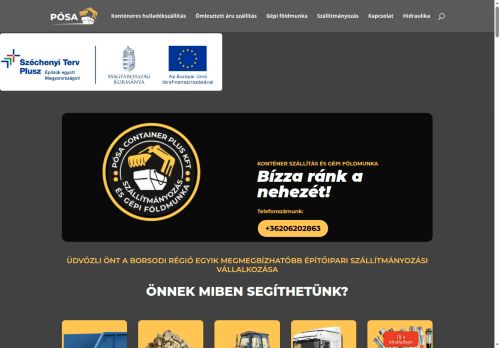 PÓSA
Konténeres hulladékszállítás
Ömlesztett áru szállítás
Gépi földmunka
Szállítmányozás
Kapcsolat
Hidraulika
Széchenyi Terv
Plusz
Építsük együtt
Magyarországot!
MAGYARORSZÁG
KORMÁNYA
Az Európai Unió
társfinanszírozásával
PÓSA CONTAINER PLUS KFT
SZÁLLÍTMÁNYOZÁS
ÉS GÉPI FÖLDMUNKA
KONTÉNER SZÁLLÍTÁS ÉS GÉPI FÖLDMUNKA
Bízza ránk a
nehezét!
Telefonszámunk:
+36206202863
ÜDVÖZLI ÖNT A BORSODI RÉGIÓ EGYIK MEGMEGBÍZHATÓBB ÉPÍTŐIPARI SZÁLLÍTMÁNYOZÁSI
VÁLLALKOZÁSA
ÖNNEK MIBEN SEGÍTHETÜNK?
Új a
kínálatban